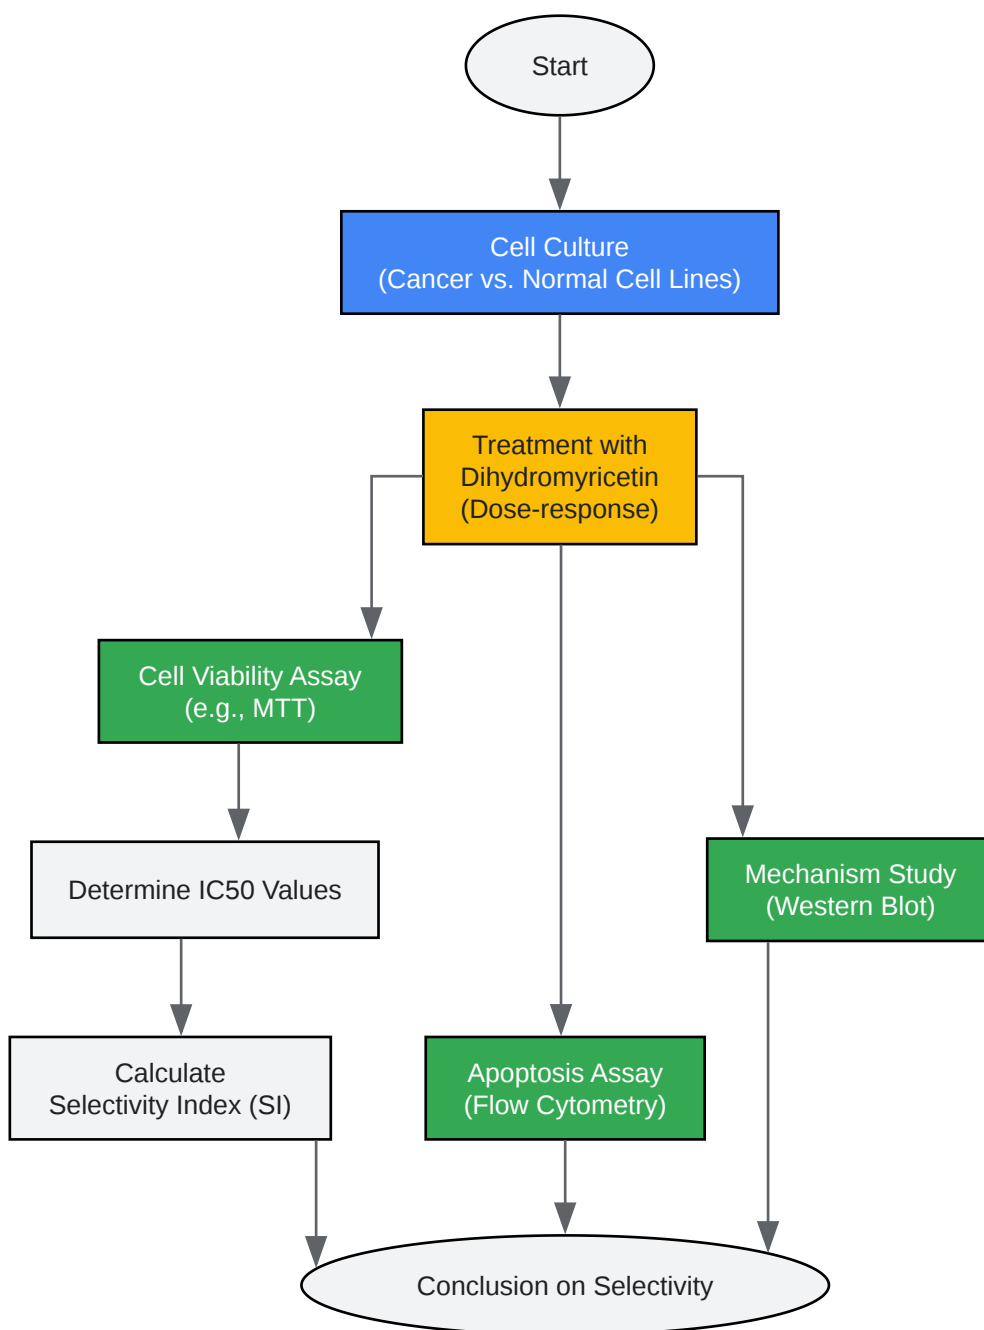 Start
Cell Culture
(Cancer vs. Normal Cell Lines)
Treatment with
Dihydromyricetin
(Dose-response)
Cell Viability Assay
(e.g., MTT)
Determine IC50 Values
Mechanism Study
(Western Blot)
Calculate
Selectivity Index (SI)
Apoptosis Assay
(Flow Cytometry)
Conclusion on Selectivity